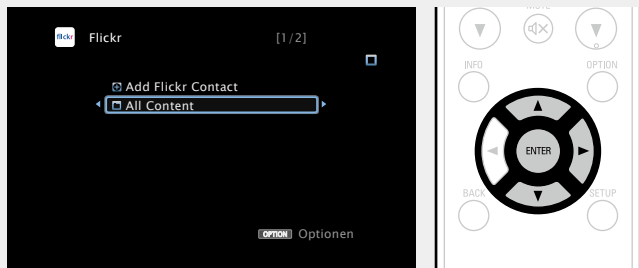 flickr Flickr [1/2]
Add Flickr Contact
All Content
OPTION Optionen
MUTE
INFO OPTION
ENTER
BACK SETUP